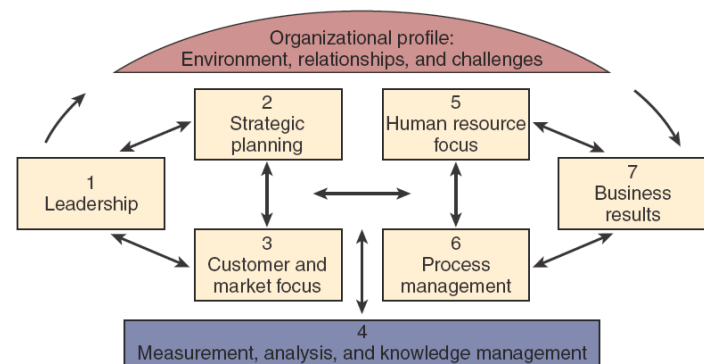 Organizational profile:
Environment, relationships, and challenges
1
Leadership
2
Strategic
planning
3
Customer and
market focus
5
Human resource
focus
6
Process
management
7
Business
results
4
Measurement, analysis, and knowledge management